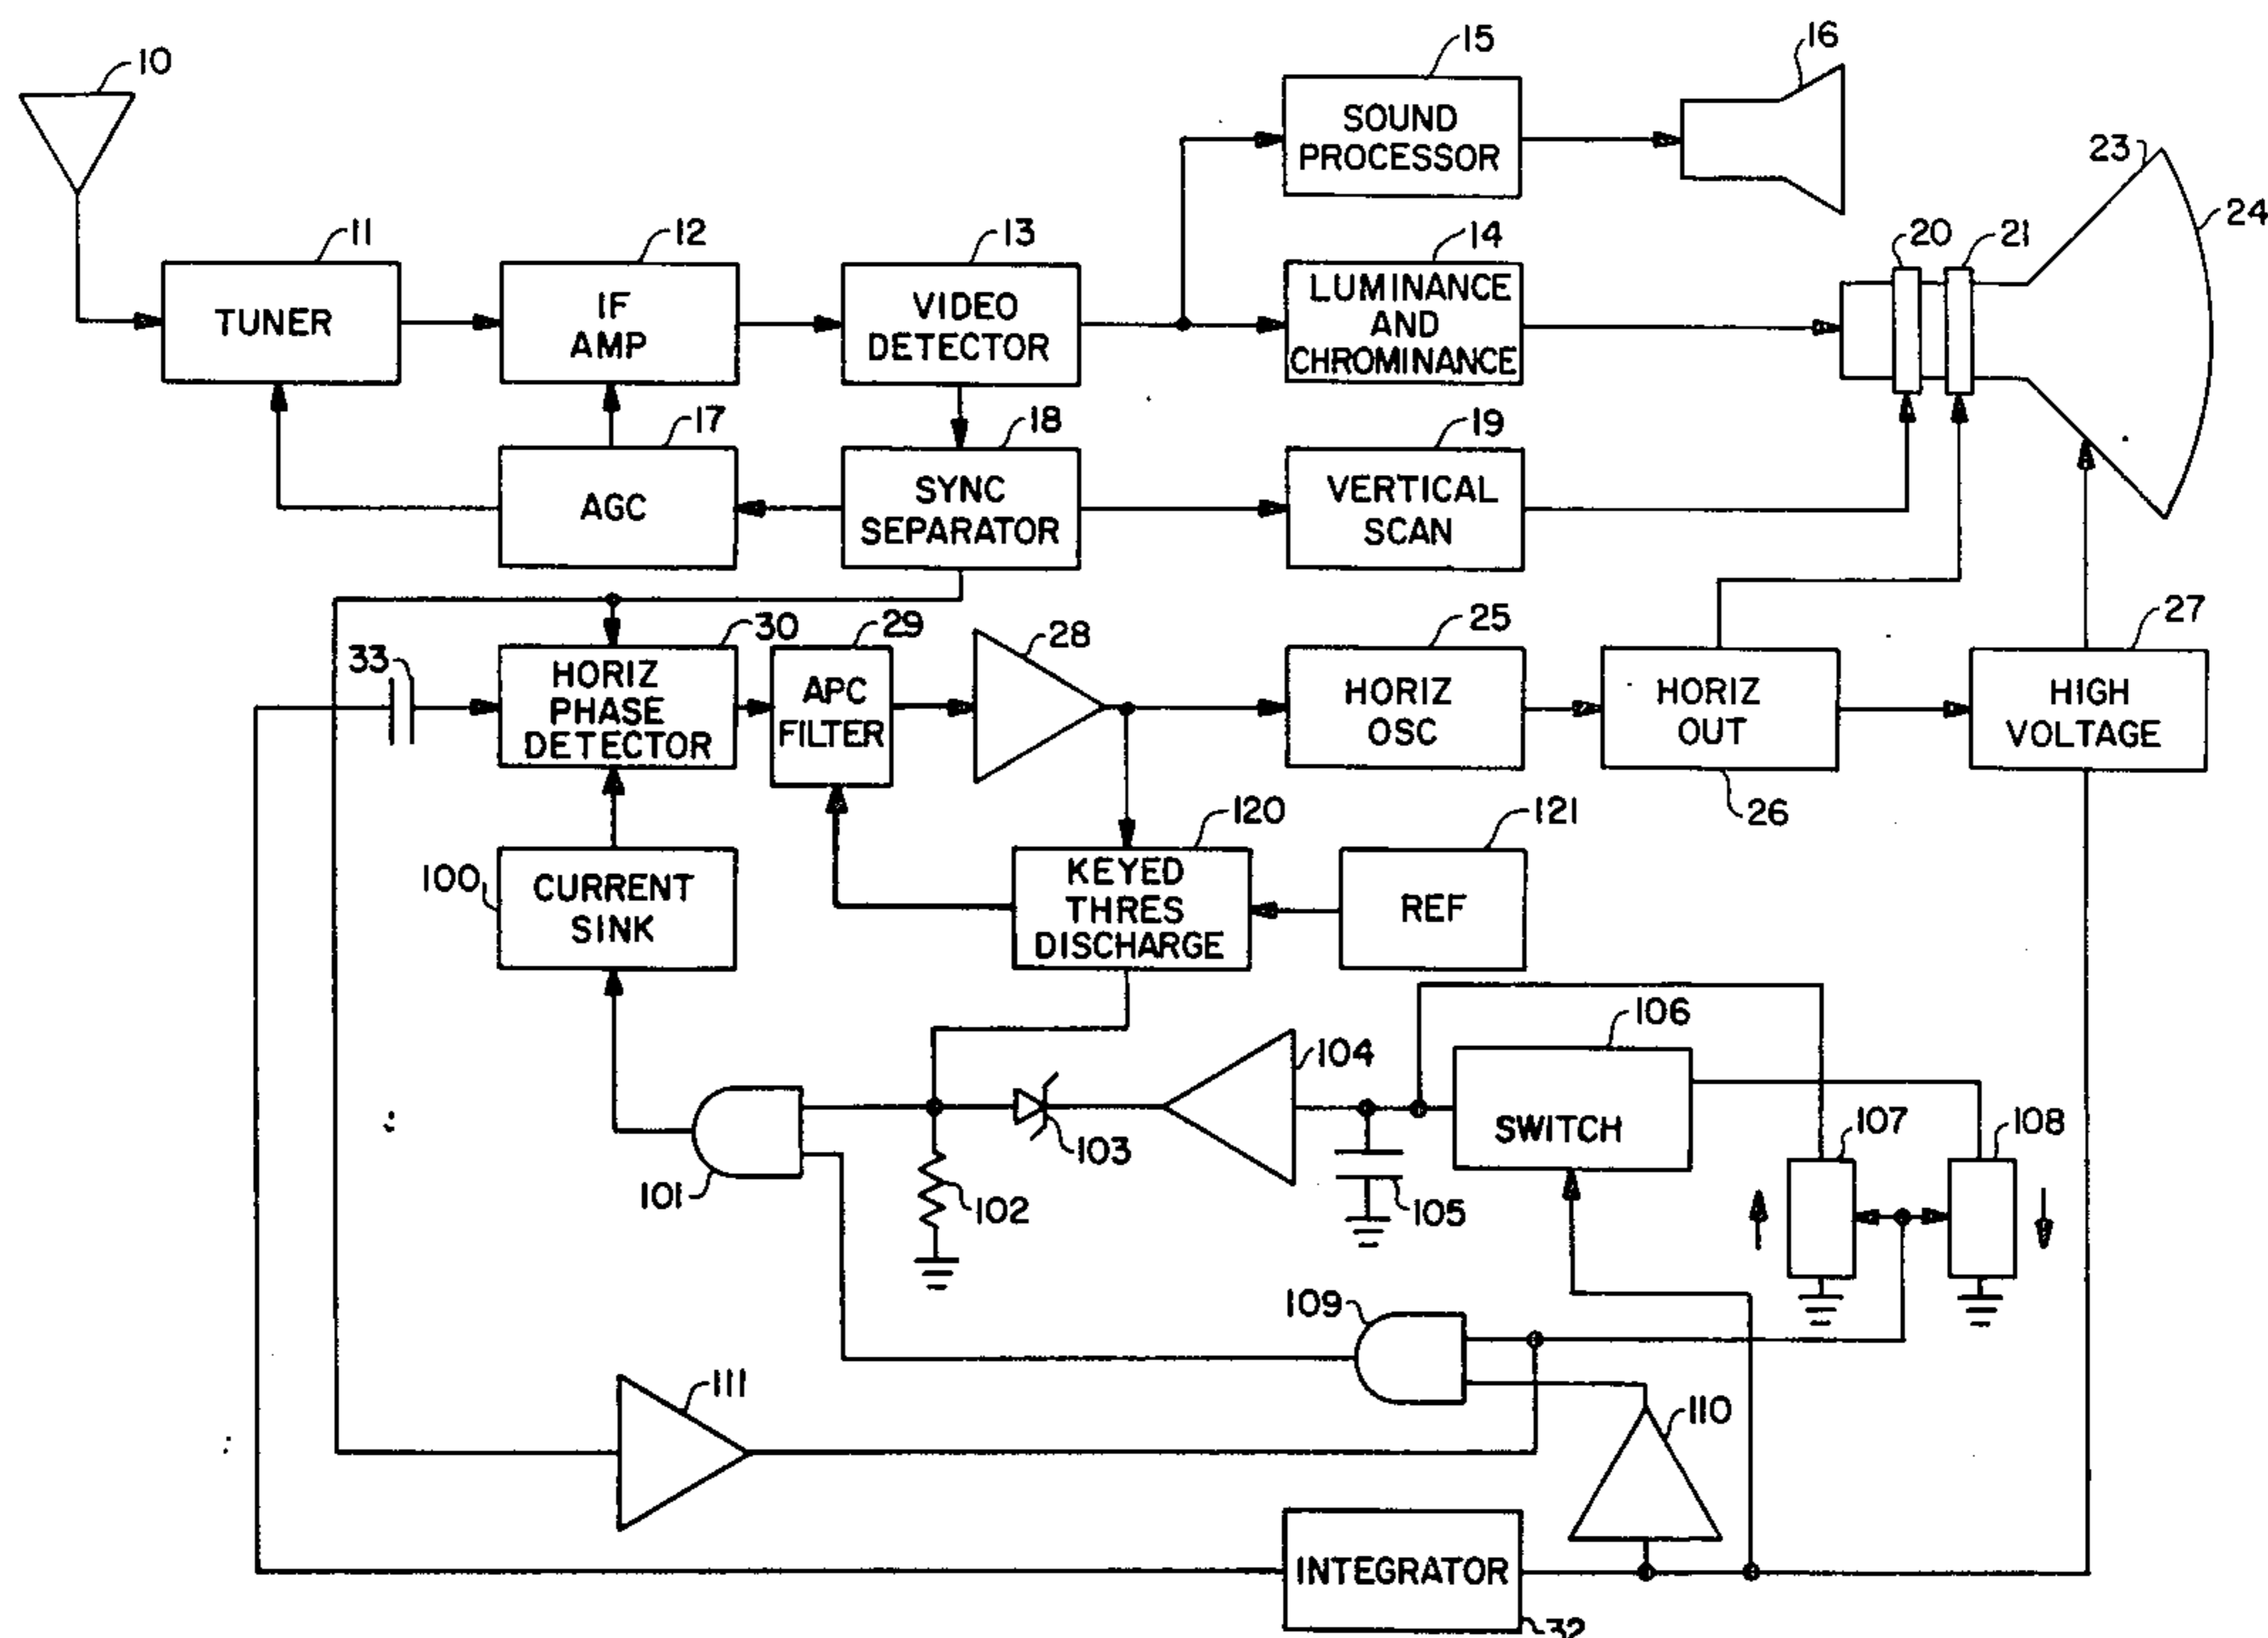 10
15
16
SOUND
PROCESSOR
23
24
11
12
13
14
20
21
TUNER
IF
AMP
VIDEO
DETECTOR
LUMINANCE
AND
CHROMINANCE
17
18
19
AGC
SYNC
SEPARATOR
VERTICAL
SCAN
33
30
29
28
25
27
HORIZ
PHASE
DETECTOR
APC
FILTER
HORIZ
OSC
HORIZ
OUT
HIGH
VOLTAGE
26
120
121
100
CURRENT
SINK
KEYED
THRES
DISCHARGE
REF
106
104
SWITCH
107
108
103
101
102
105
109
111
110
INTEGRATOR
32